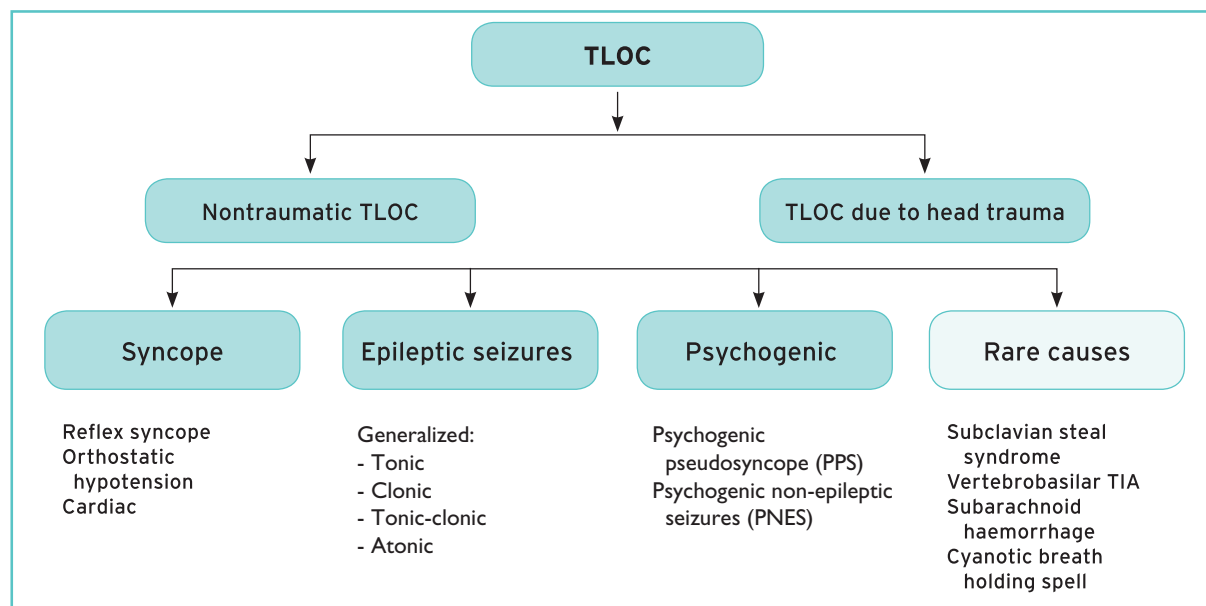 TLOC
Nontraumatic TLOC
TLOC due to head trauma
Syncope
Epileptic seizures
Psychogenic
Rare causes
Reflex syncope
Orthostatic
hypotension
Cardiac
Generalized:
- Tonic
- Clonic
- Tonic-clonic
- Atonic
Psychogenic
pseudosyncope (PPS)
Psychogenic non-epileptic
seizures (PNES)
Subclavian steal
syndrome
Vertebrobasilar TIA
Subarachnoid
haemorrhage
Cyanotic breath
holding spell